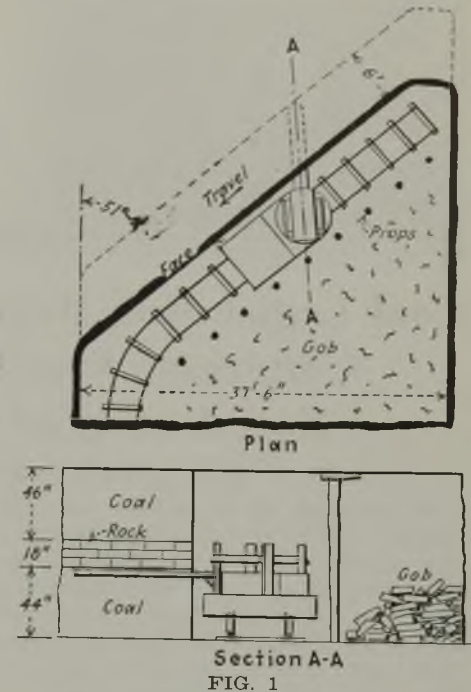 A
6'
51°
Travel
Face
Props
A
Gob
37'6"
Plan
46"
Coal
Rock
18"
Gob
44"
Coal
Section A-A
FIG. 1